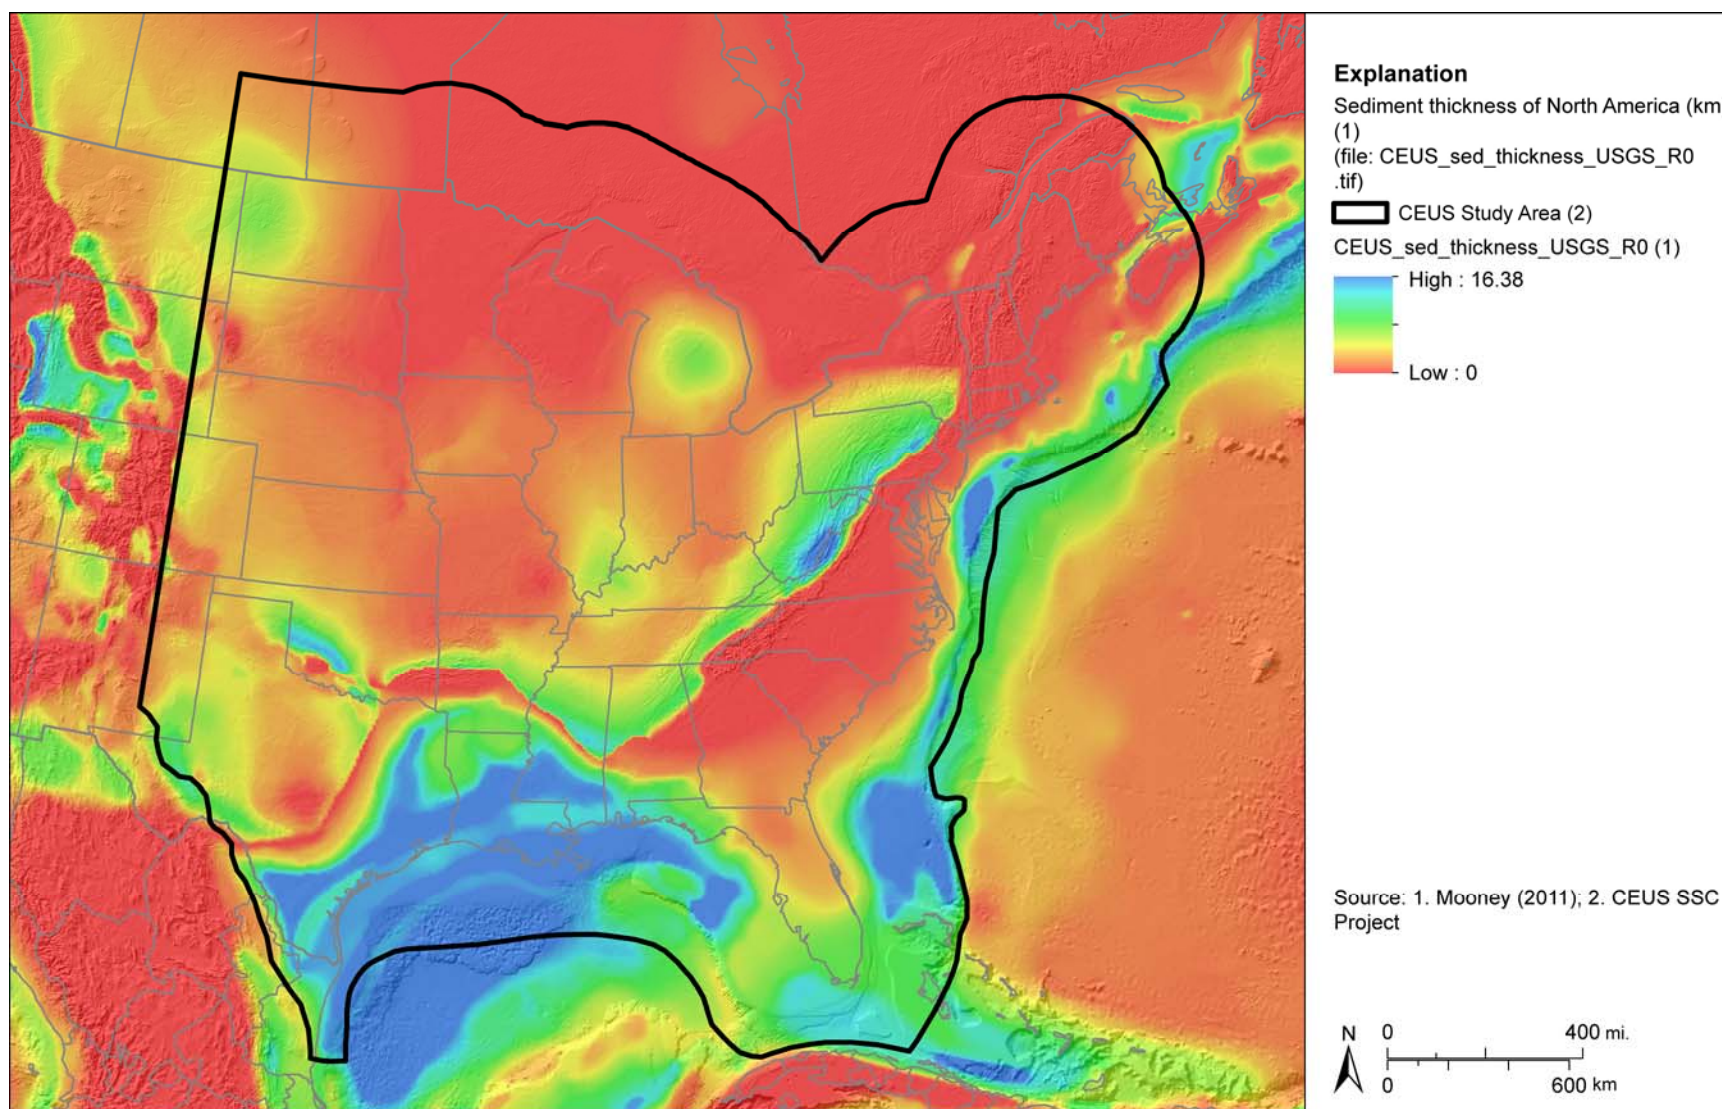 Explanation
Sediment thickness of North America (km
(1)
(file: CEUS_sed_thickness_USGS_R0
.tif)
CEUS Study Area (2)
CEUS_sed_thickness_USGS_R0 (1)
High : 16.38
Low : 0
Source: 1. Mooney (2011); 2. CEUS SSC
Project
N
0 400 mi.
0 600 km